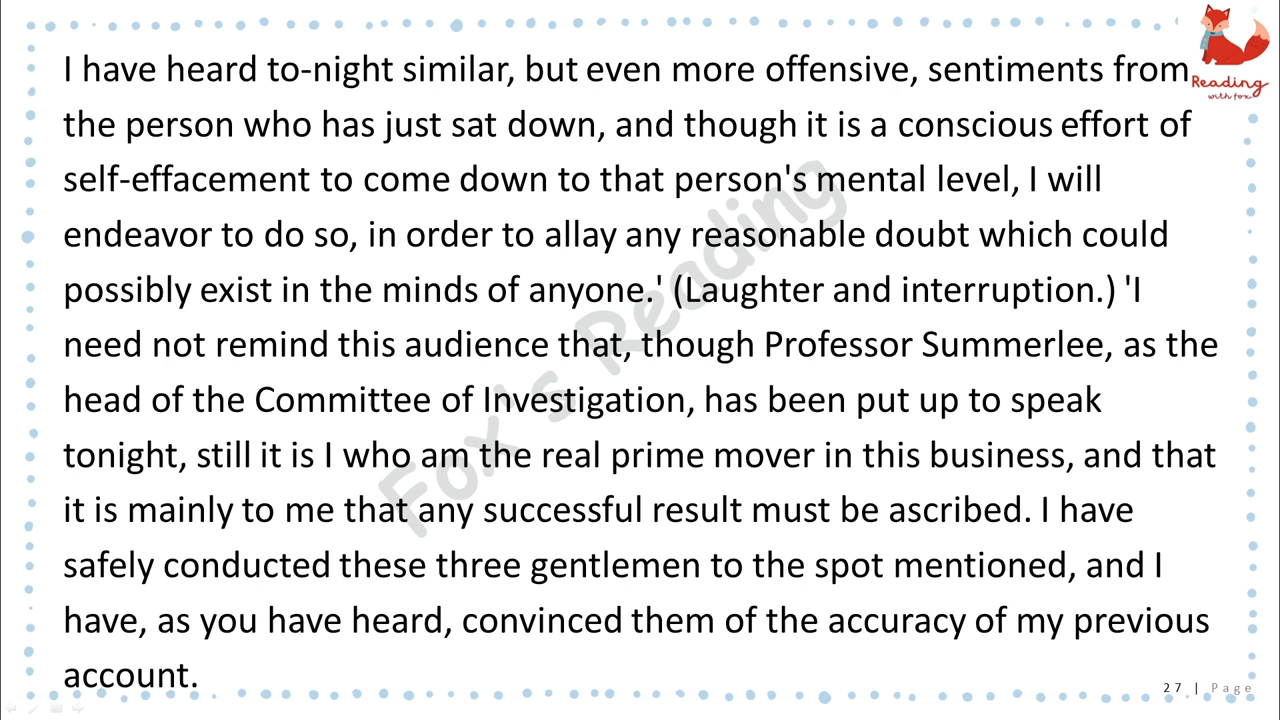 I have heard to-night similar, but even more offensive, sentiments from
Reading
with fox
the person who has just sat down, and though it is a conscious effort of
self-effacement to come down to that person's mental level, I will
endeavor to do so, in order to allay any reasonable doubt which could
possibly exist in the minds of anyone.' (Laughter and interruption.) 'I
need not remind this audience that, though Professor Summerlee, as the
head of the Committee of Investigation, has been put up to speak
tonight, still it is I who am the real prime mover in this business, and that
it is mainly to me that any successful result must be ascribed. I have
safely conducted these three gentlemen to the spot mentioned, and I
have, as you have heard, convinced them of the accuracy of my previous
account.
Fox's Reading
27 | Page